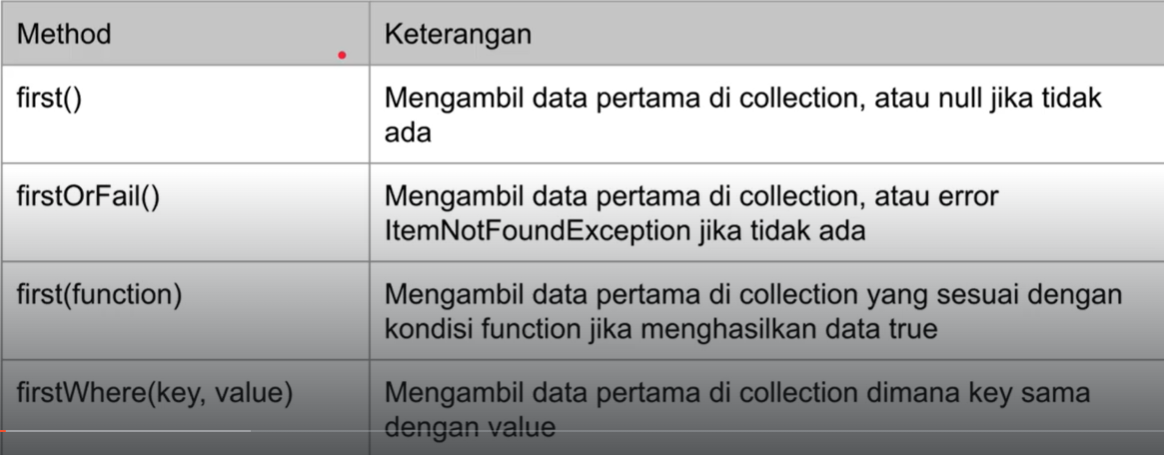 Method
Keterangan
first()
Mengambil data pertama di collection, atau null jika tidak
ada
firstOrFail()
Mengambil data pertama di collection, atau error
ItemNotFoundException jika tidak ada
first(function)
Mengambil data pertama di collection yang sesuai dengan
kondisi function jika menghasilkan data true
firstWhere(key, value)
Mengambil data pertama di collection dimana key sama
dengan value